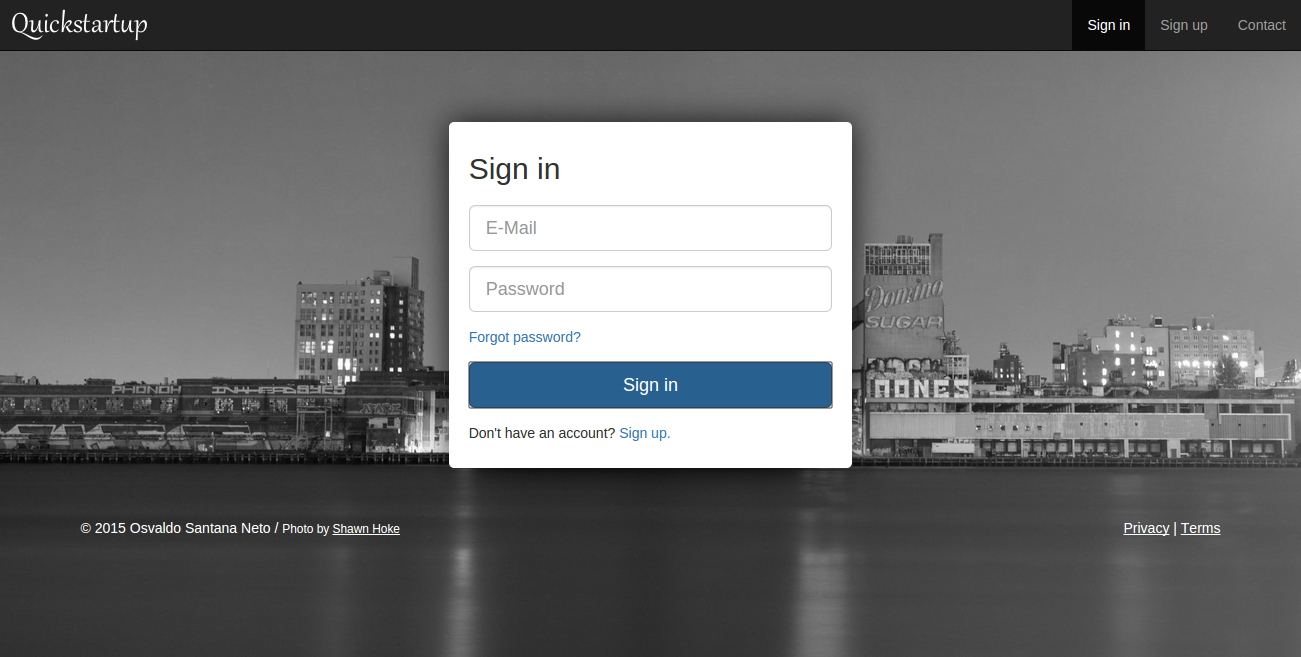 Quickstartup
Sign in
Sign up
Contact
Sign in
E-Mail
Password
Forgot password?
Sign in
Don't have an account? Sign up.
Domino
SUGAR
© 2015 Osvaldo Santana Neto / Photo by Shawn Hoke
Privacy | Terms